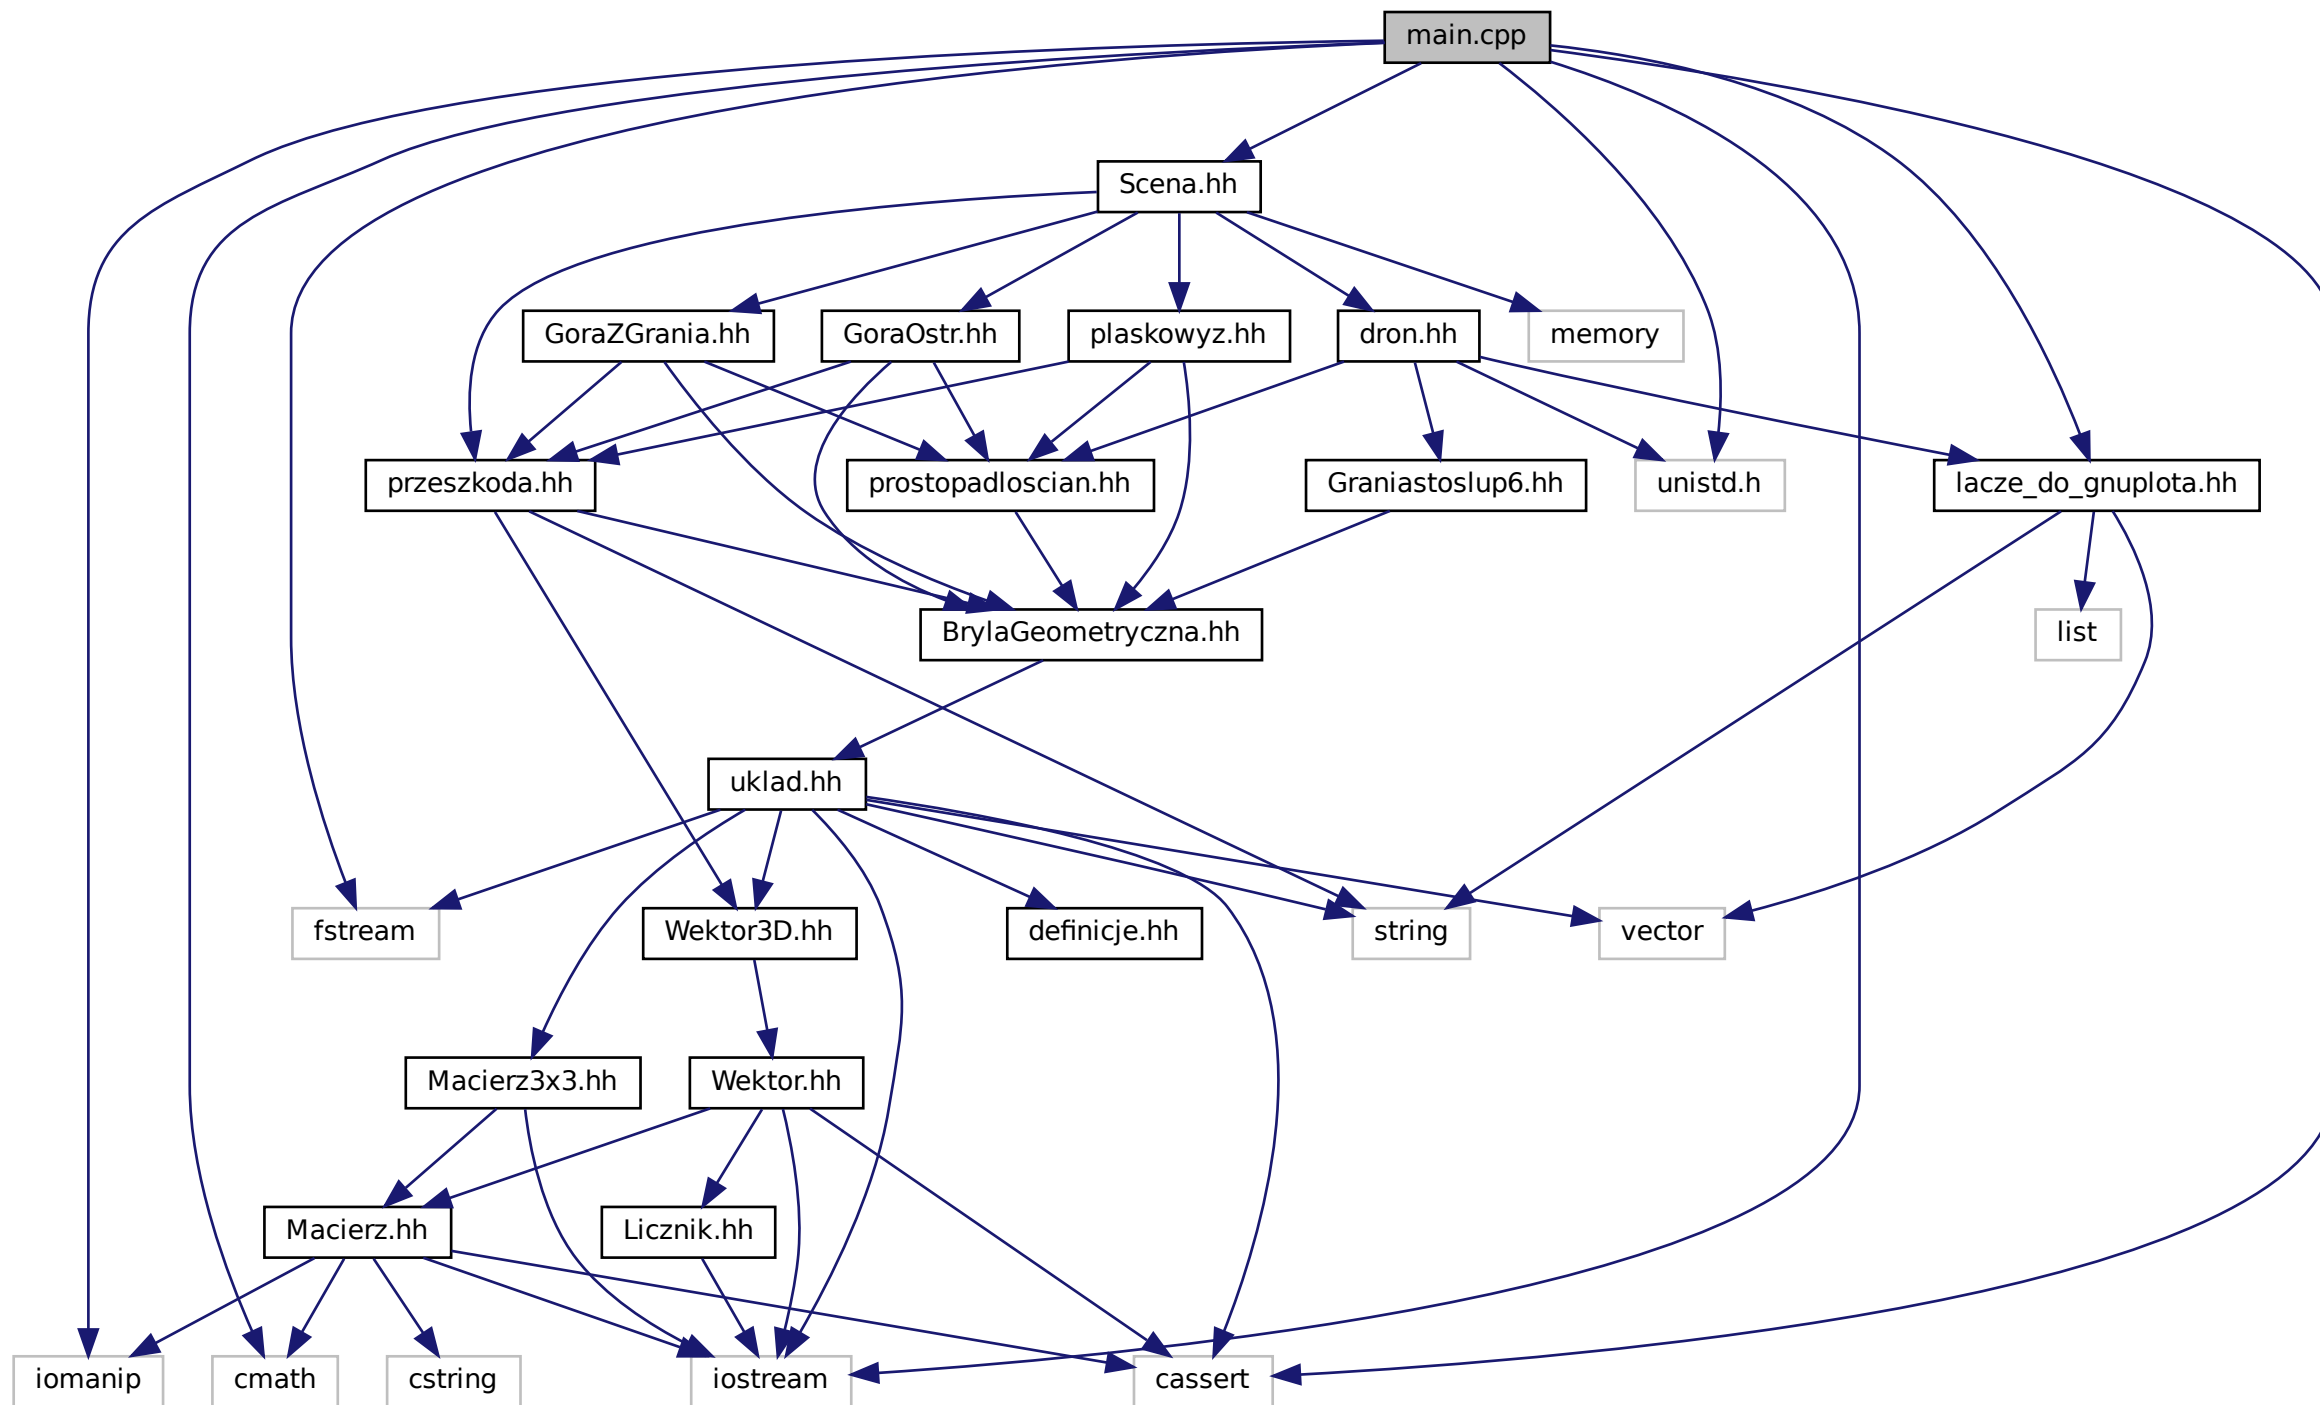 main.cpp
Scena.hh
GoraZGrania.hh
GoraOstr.hh
plaskowyz.hh
dron.hh
memory
przeszkoda.hh
prostopadloscian.hh
Graniastoslup6.hh
unistd.h
lacze_do_gnuplota.hh
BrylaGeometryczna.hh
list
uklad.hh
fstream
Wektor3D.hh
definicje.hh
string
vector
Macierz3x3.hh
Wektor.hh
Macierz.hh
Licznik.hh
iomanip
cmath
cstring
iostream
cassert